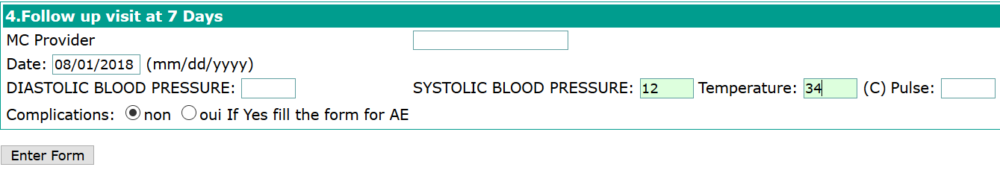 4.Follow up visit at 7 Days
MC Provider
Date: 08/01/2018 (mm/dd/yyyy)
DIASTOLIC BLOOD PRESSURE: SYSTOLIC BLOOD PRESSURE: 12 Temperature: 34 (C) Pulse:
Complications: non oui If Yes fill the form for AE
Enter Form